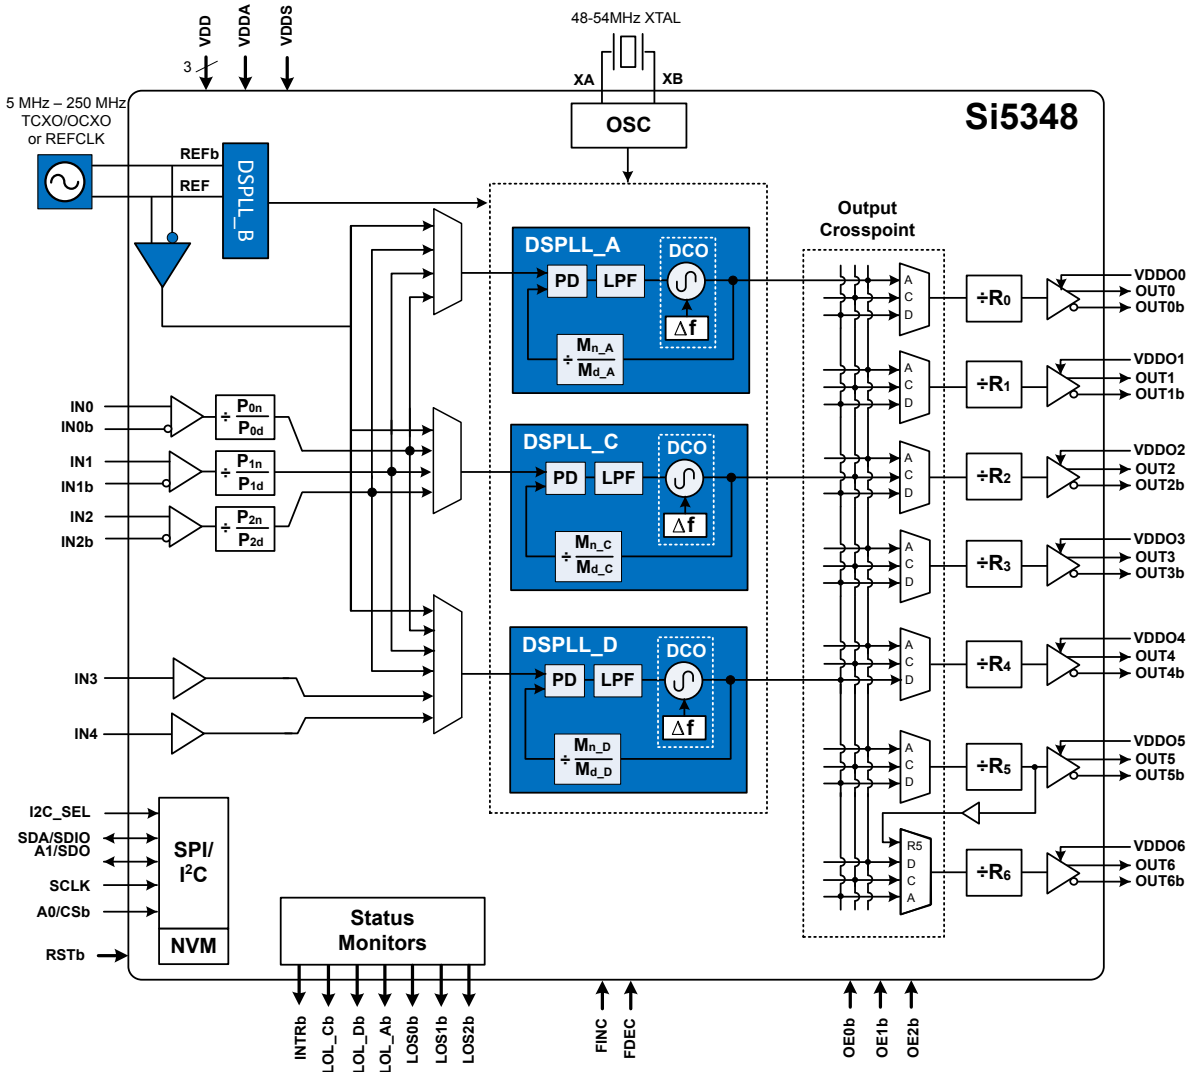 48-54MHz XTAL
VDD
VDDA
VDDS
3
XA
XB
5 MHz – 250 MHz
TCXO/OCXO
or REFCLK
OSC
Si5348
REFb
REF
DSPLL_B
Output
Crosspoint
DSPLL_A
DCO
PD
LPF
Δf
÷ Mn_A
Md_A
A
C
D
÷R0
VDDO0
OUT0
OUT0b
A
C
D
÷R1
VDDO1
OUT1
OUT1b
IN0
IN0b
÷ P0n
P0d
IN1
IN1b
÷ P1n
P1d
IN2
IN2b
÷ P2n
P2d
DSPLL_C
DCO
PD
LPF
Δf
÷ Mn_C
Md_C
A
C
D
÷R2
VDDO2
OUT2
OUT2b
A
C
D
÷R3
VDDO3
OUT3
OUT3b
IN3
IN4
DSPLL_D
DCO
PD
LPF
Δf
÷ Mn_D
Md_D
A
C
D
÷R4
VDDO4
OUT4
OUT4b
A
C
D
÷R5
VDDO5
OUT5
OUT5b
R5
D
C
A
÷R6
VDDO6
OUT6
OUT6b
I2C_SEL
SDA/SDIO
A1/SDO
SCLK
A0/CSb
RSTb
SPI/
I2C
NVM
Status
Monitors
INTRb
LOL_Cb
LOL_Db
LOL_Ab
LOS0b
LOS1b
LOS2b
FINC
FDEC
OE0b
OE1b
OE2b